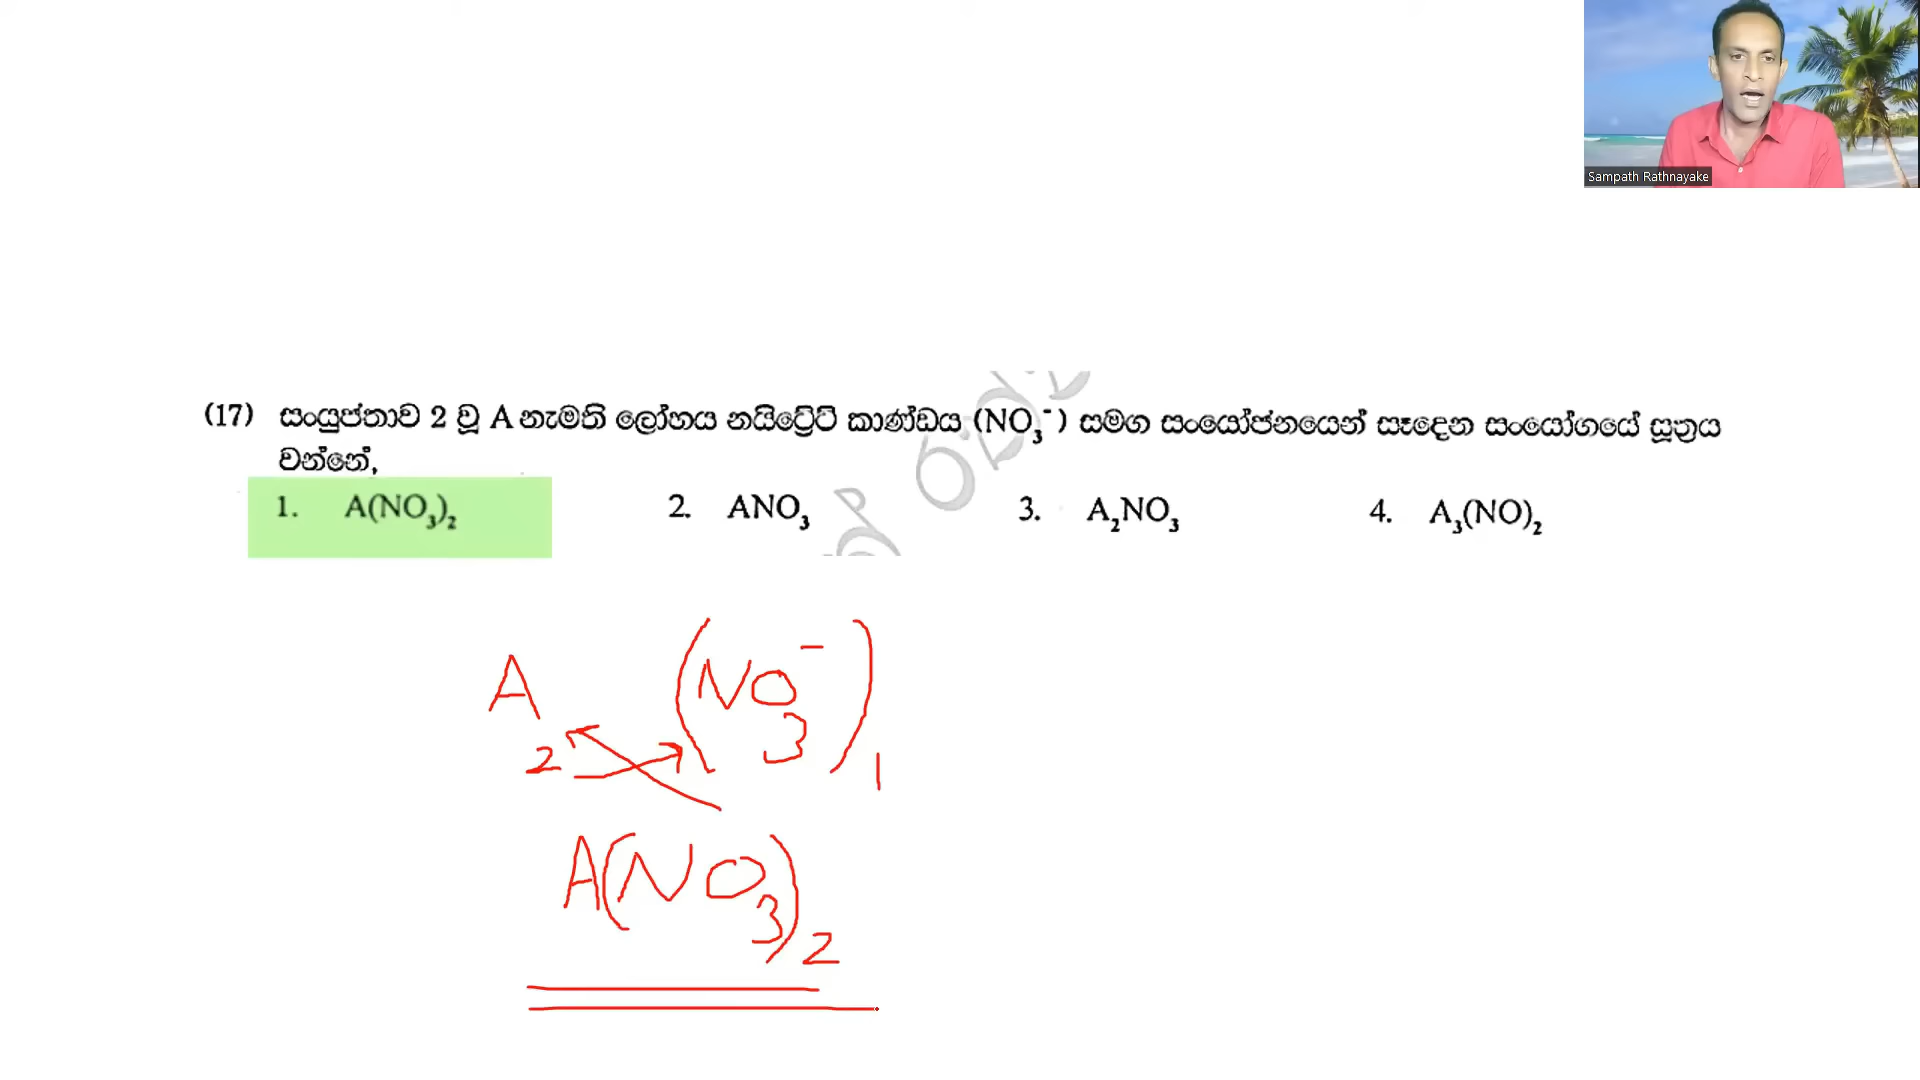 Sampath Rathnayake
(17) සංයුජතාව 2 වූ A නැමති ලෝහය නයිට්‍රේට් කාණ්ඩය (NO₃⁻) සමග සංයෝජනයෙන් සෑදෙන සංයෝගයේ සූත්‍රය
වන්නේ,
1. A(NO₃)₂ 2. ANO₃ 3. A₂NO₃ 4. A₃(NO)₂
A₂ (NO₃⁻)₁
A(NO₃)₂